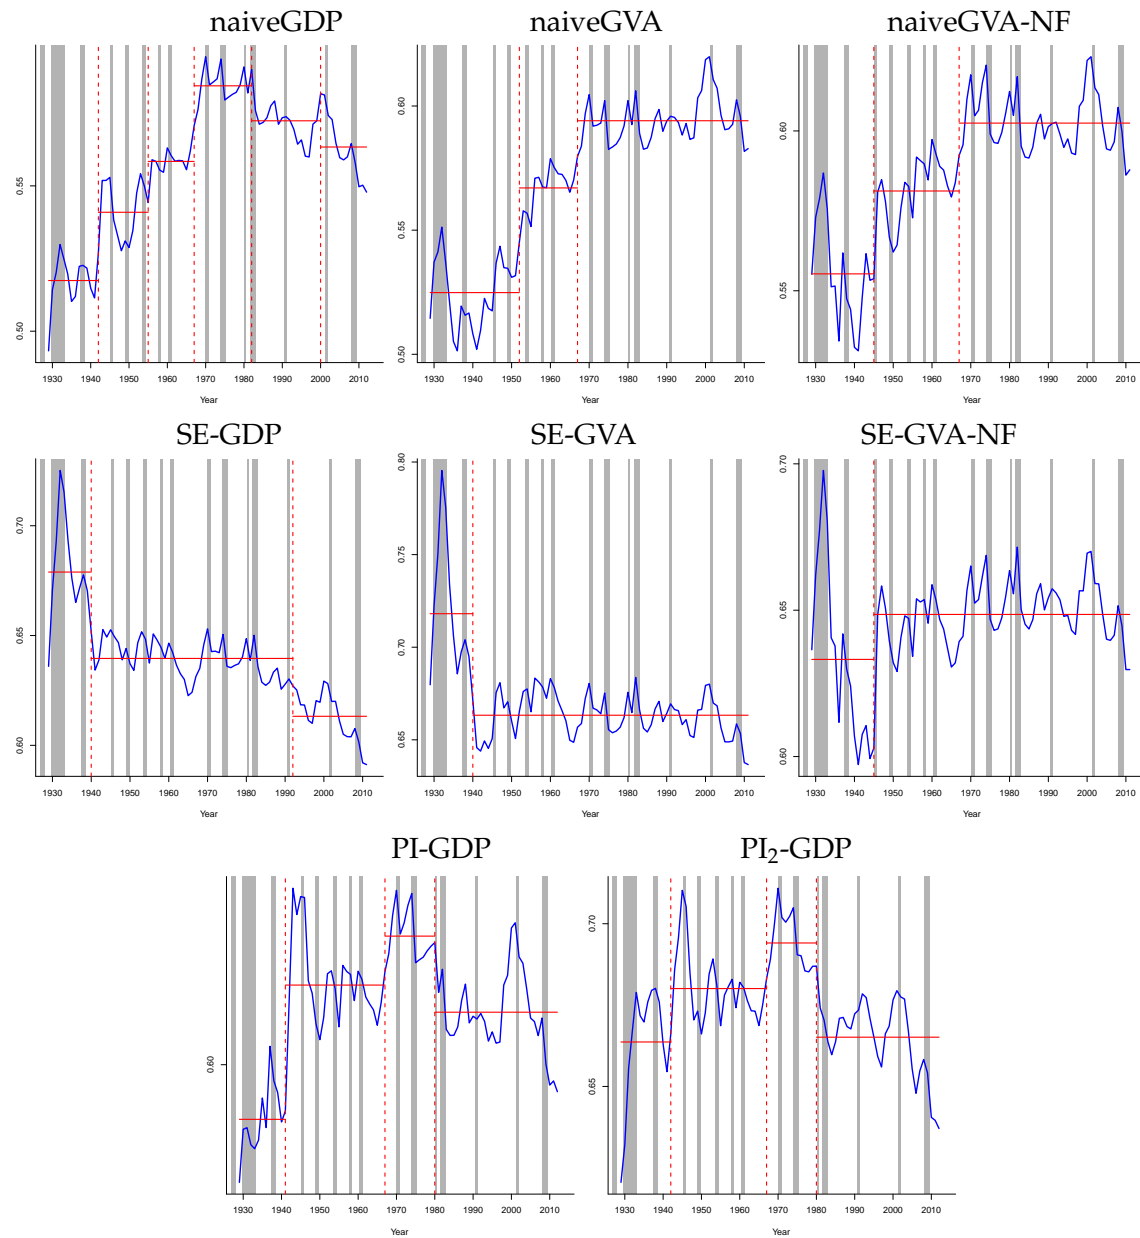 naiveGDP naiveGVA naiveGVA-NF
0.50 0.55
1930 1940 1950 1960 1970 1980 1990 2000 2010
Year
0.50 0.55 0.60
1930 1940 1950 1960 1970 1980 1990 2000 2010
Year
0.55 0.60
1930 1940 1950 1960 1970 1980 1990 2000 2010
Year
SE-GDP SE-GVA SE-GVA-NF
0.60 0.65 0.70
1930 1940 1950 1960 1970 1980 1990 2000 2010
Year
0.65 0.70 0.75 0.80
1930 1940 1950 1960 1970 1980 1990 2000 2010
Year
0.60 0.65 0.70
1930 1940 1950 1960 1970 1980 1990 2000 2010
Year
PI-GDP PI₂-GDP
0.60
1930 1940 1950 1960 1970 1980 1990 2000 2010
Year
0.65 0.70
1930 1940 1950 1960 1970 1980 1990 2000 2010
Year